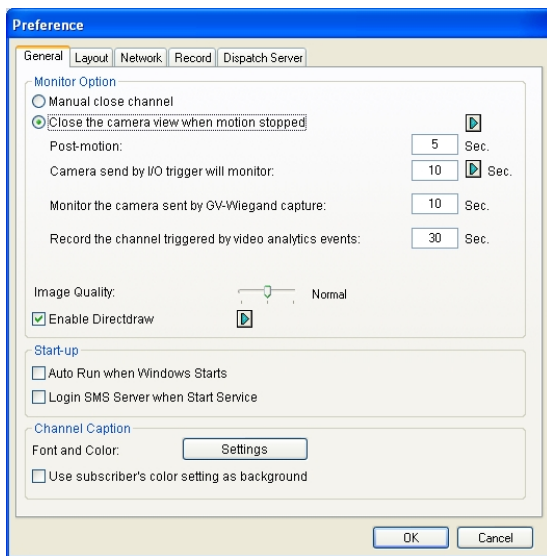 Preference
General Layout Network Record Dispatch Server
Monitor Option
Manual close channel
Close the camera view when motion stopped
Post-motion: 5 Sec.
Camera send by I/O trigger will monitor: 10 Sec.
Monitor the camera sent by GV-Wiegand capture: 10 Sec.
Record the channel triggered by video analytics events: 30 Sec.
Image Quality: Normal
Enable Directdraw
Start-up
Auto Run when Windows Starts
Login SMS Server when Start Service
Channel Caption
Font and Color: Settings
Use subscriber's color setting as background
OK Cancel